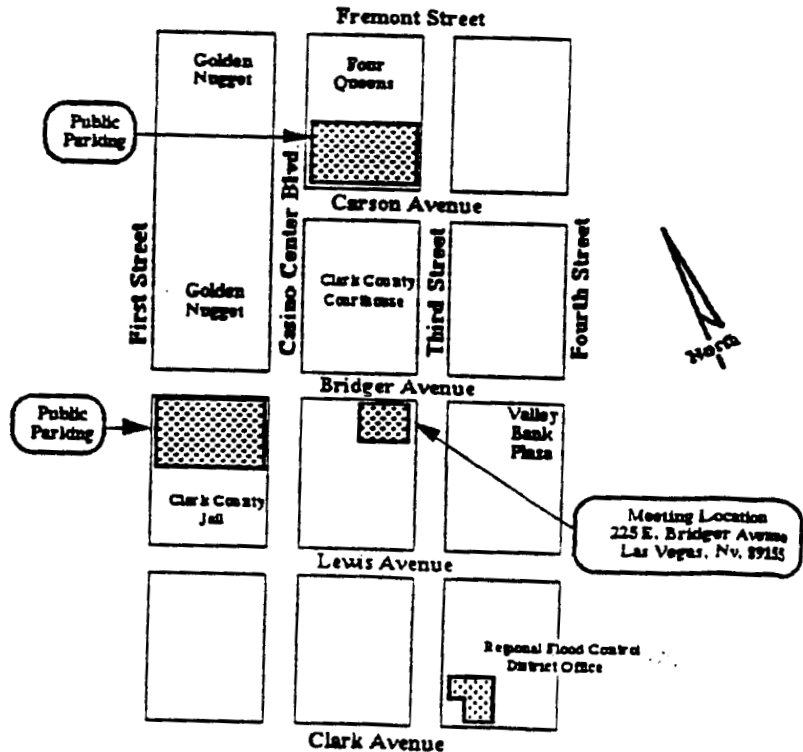 Fremont Street
Golden
Nugget
Four
Queens
Public
Parking
Carson Avenue
First Street
Casino Center Blvd
Third Street
Fourth Street
Golden
Nugget
Clark County
Courthouse
North
Bridger Avenue
Public
Parking
Valley
Bank
Plaza
Clark County
Jail
Meeting Location
225 E. Bridger Avenue
Las Vegas, Nv. 89155
Lewis Avenue
Regional Flood Control
District Office
Clark Avenue